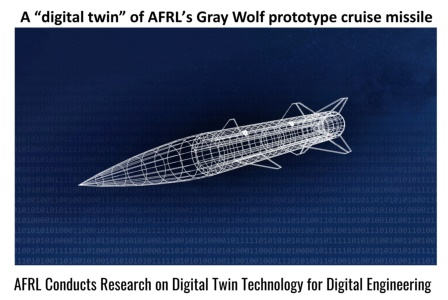 A “digital twin” of AFRL’s Gray Wolf prototype cruise missile
AFRL Conducts Research on Digital Twin Technology for Digital Engineering